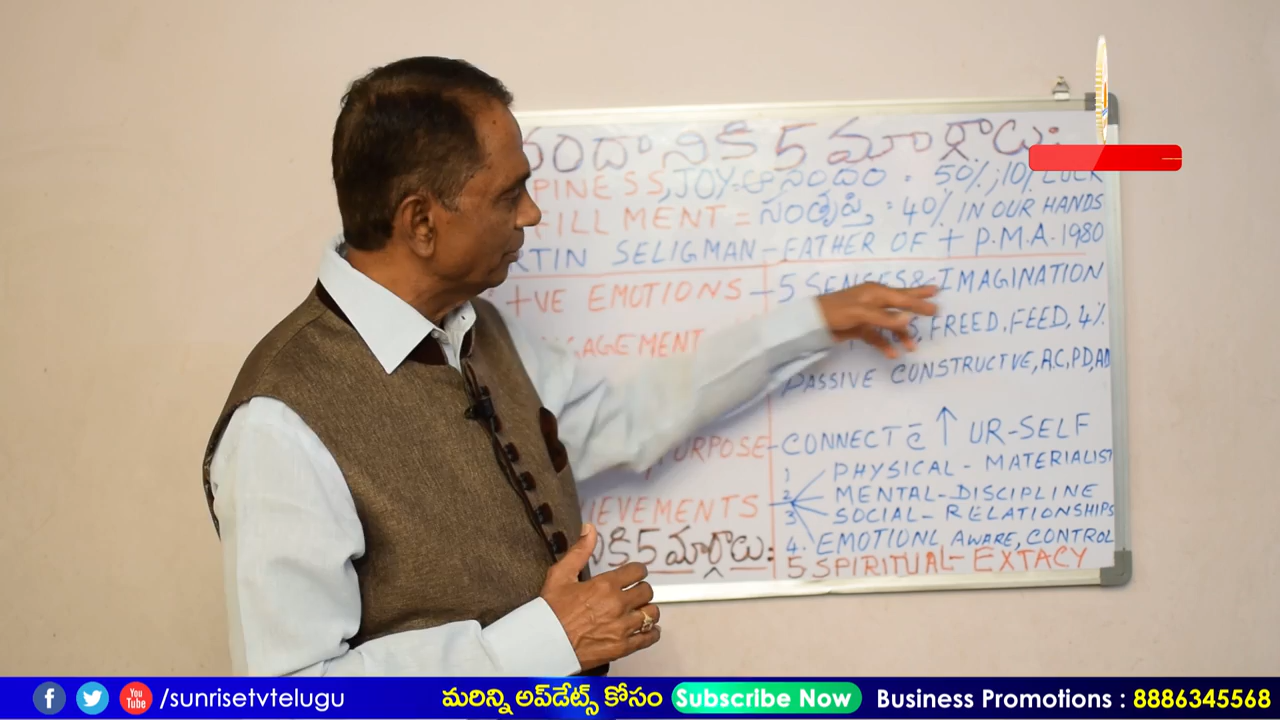 నందానికి 5 మార్గాలు:
PINESS, JOY=ఆనందం = 50%, 10% LUCK
FILLMENT = సంతృప్తి = 40% IN OUR HANDS
RTIN SELIGMAN - FATHER OF + P.M.A. 1980
+VE EMOTIONS - 5 SENSES & IMAGINATION
GAGEMENT FREED, FEED, 4%
PASSIVE CONSTRUCTVE, A.C, P.D, AD
PURPOSE - CONNECT c̄ ↑ UR-SELF
1 PHYSICAL - MATERIALIST
IEVEMENTS 2 MENTAL - DISCIPLINE
3 SOCIAL - RELATIONSHIPS
కి 5 మార్గాలు: 4. EMOTIONL AWARE, CONTROL
5 SPIRITUAL - EXTACY
/sunrisetvtelugu మరిన్ని అప్‌డేట్స్ కోసం Subscribe Now Business Promotions : 8886345568